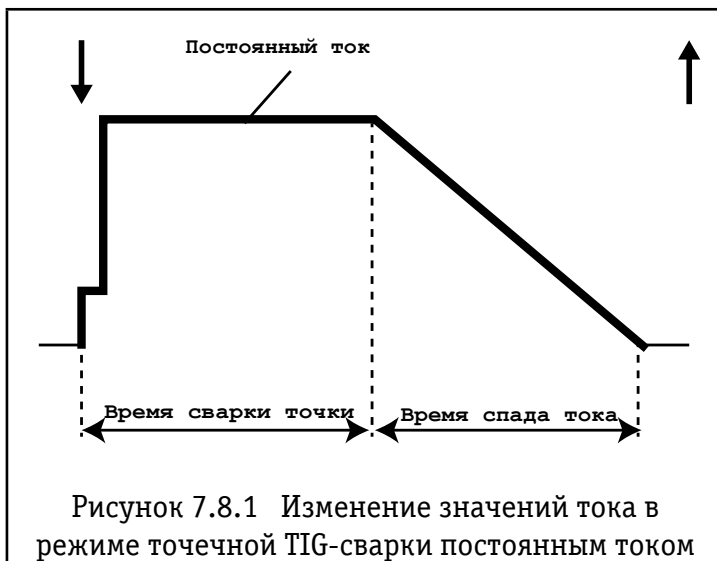 Постоянный ток
Время сварки точки
Время спада тока
Рисунок 7.8.1 Изменение значений тока в
режиме точечной TIG-сварки постоянным током